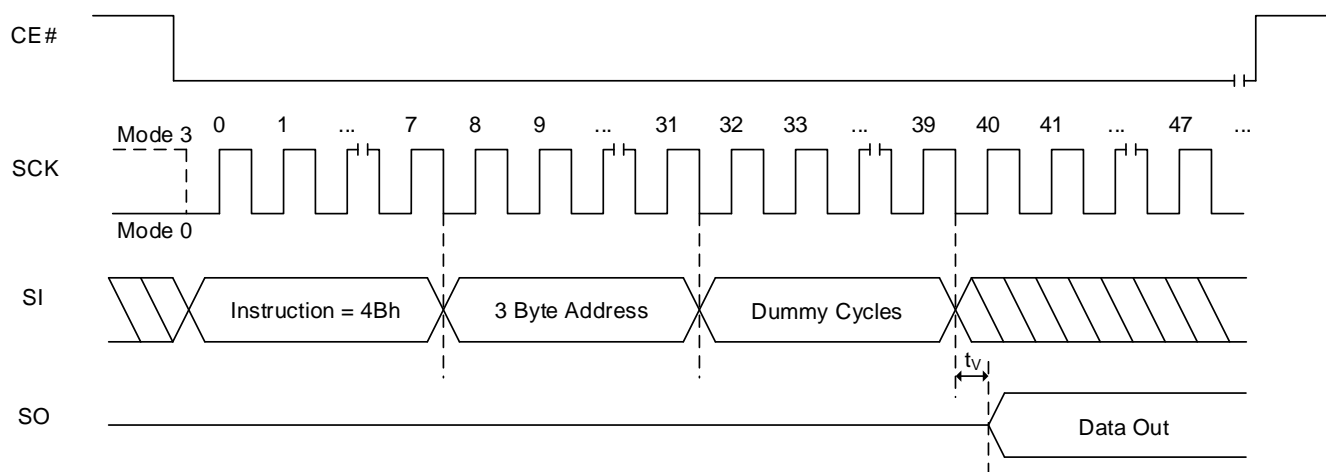 CE#
Mode 3 0 1 ... 7 8 9 ... 31 32 33 ... 39 40 41 ... 47 ...
SCK
Mode 0
SI Instruction = 4Bh 3 Byte Address Dummy Cycles
tV
SO Data Out